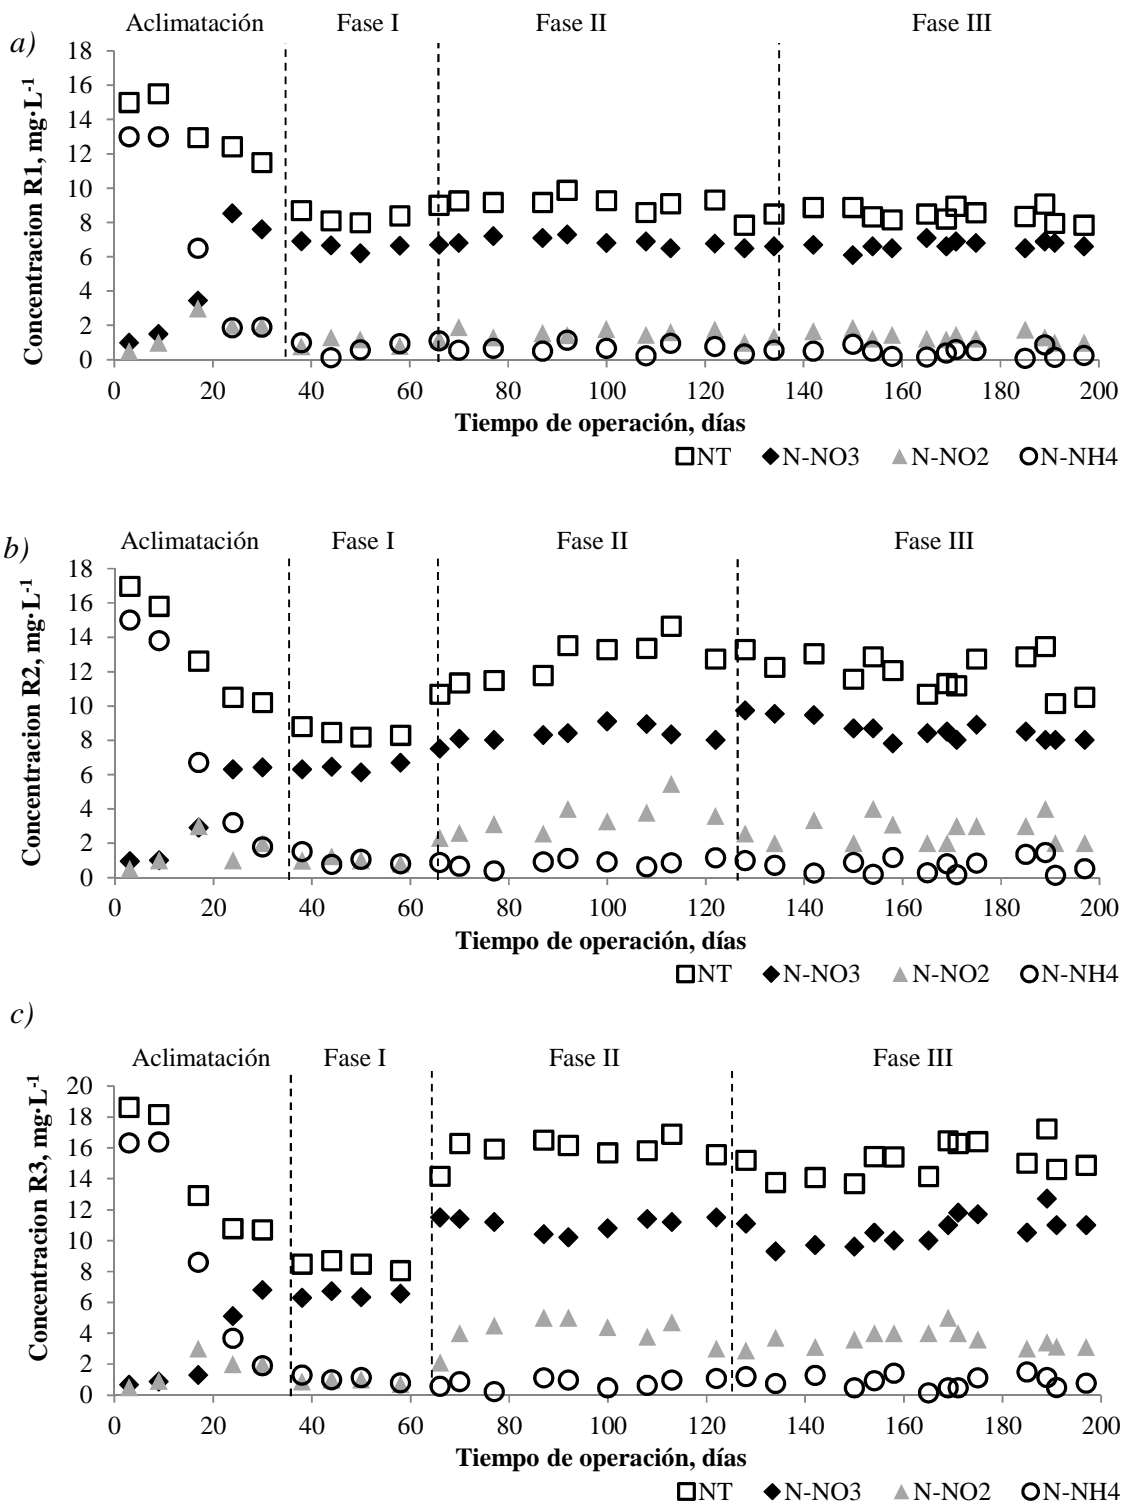 Aclimatación Fase I Fase II Fase III
a)
Concentracion R1, mg·L-1
18
16
14
12
10
8
6
4
2
0
0 20 40 60 80 100 120 140 160 180 200
Tiempo de operación, días
NT N-NO3 N-NO2 N-NH4
b)
Aclimatación Fase I Fase II Fase III
Concentracion R2, mg·L-1
18
16
14
12
10
8
6
4
2
0
0 20 40 60 80 100 120 140 160 180 200
Tiempo de operación, días
NT N-NO3 N-NO2 N-NH4
c)
Aclimatación Fase I Fase II Fase III
Concentracion R3, mg·L-1
20
18
16
14
12
10
8
6
4
2
0
0 20 40 60 80 100 120 140 160 180 200
Tiempo de operación, días
NT N-NO3 N-NO2 N-NH4